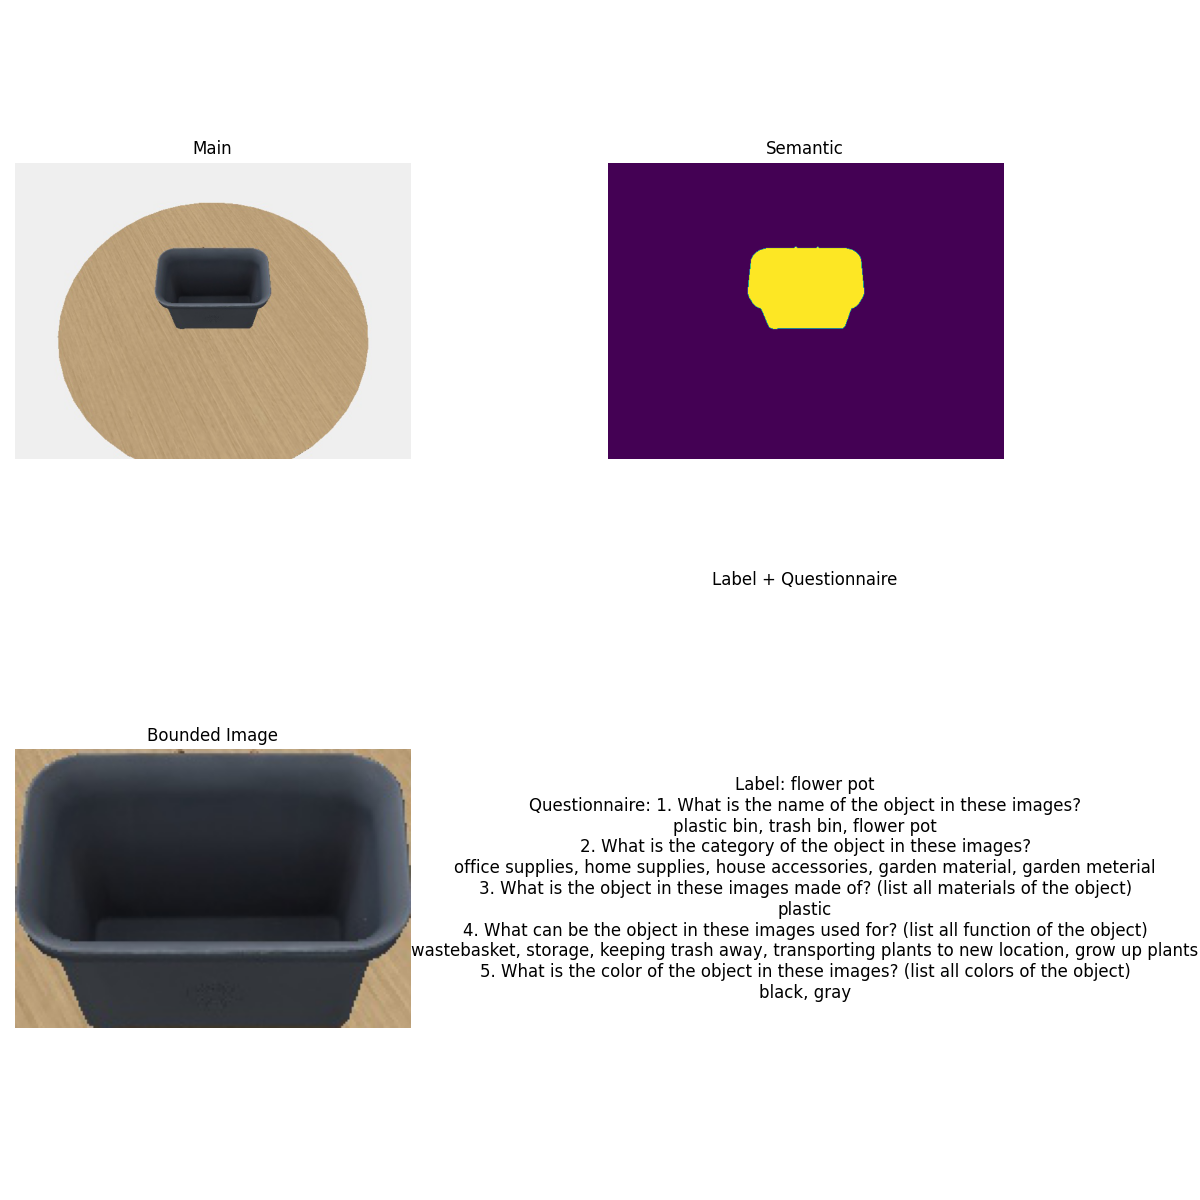 Main
Semantic
Label + Questionnaire
Bounded Image
Label: flower pot
Questionnaire: 1. What is the name of the object in these images?
plastic bin, trash bin, flower pot
2. What is the category of the object in these images?
office supplies, home supplies, house accessories, garden material, garden meterial
3. What is the object in these images made of? (list all materials of the object)
plastic
4. What can be the object in these images used for? (list all function of the object)
wastebasket, storage, keeping trash away, transporting plants to new location, grow up plants
5. What is the color of the object in these images? (list all colors of the object)
black, gray